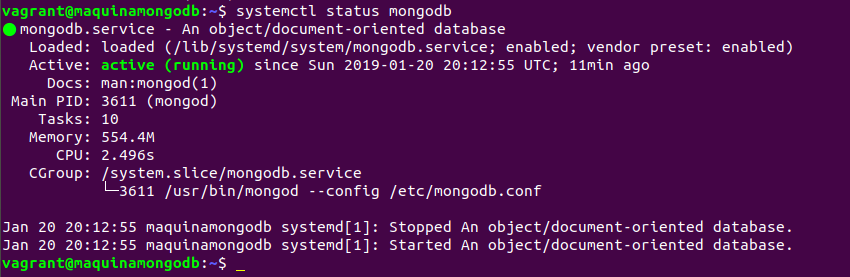 vagrant@maquinamongodb:~$ systemctl status mongodb
● mongodb.service - An object/document-oriented database
   Loaded: loaded (/lib/systemd/system/mongodb.service; enabled; vendor preset: enabled)
   Active: active (running) since Sun 2019-01-20 20:12:55 UTC; 11min ago
     Docs: man:mongod(1)
 Main PID: 3611 (mongod)
    Tasks: 10
   Memory: 554.4M
      CPU: 2.496s
   CGroup: /system.slice/mongodb.service
           └─3611 /usr/bin/mongod --config /etc/mongodb.conf

Jan 20 20:12:55 maquinamongodb systemd[1]: Stopped An object/document-oriented database.
Jan 20 20:12:55 maquinamongodb systemd[1]: Started An object/document-oriented database.
vagrant@maquinamongodb:~$ _